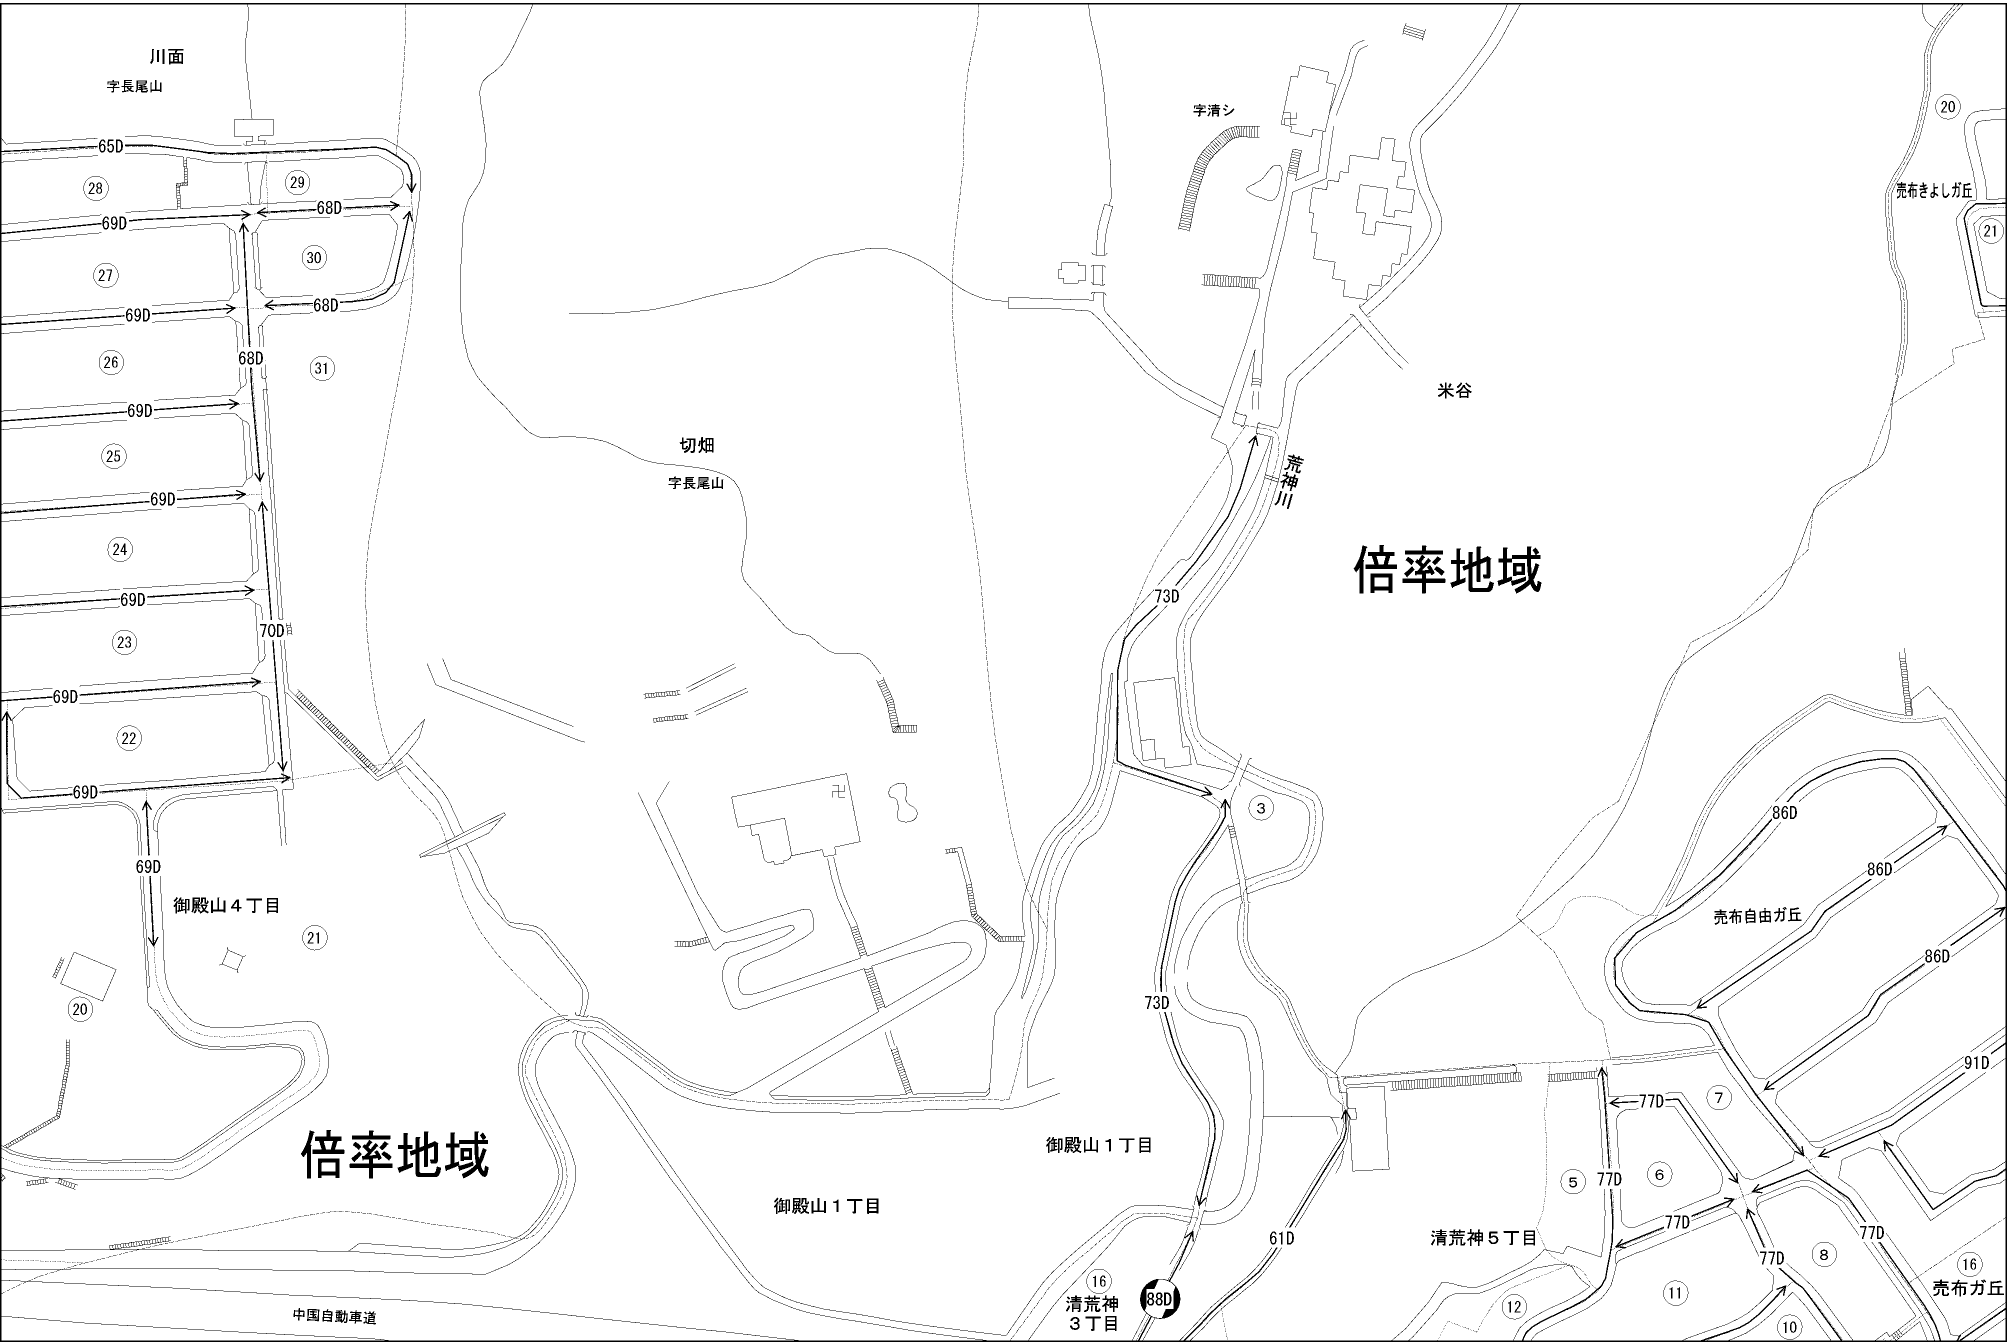 川面
字長尾山
字清シ
65D
28
29
20
売布きよしガ丘
68D
69D
21
30
27
68D
69D
68D
26
31
69D
米谷
切畑
25
荒神川
字長尾山
69D
24
倍率地域
73D
69D
70D
23
69D
22
69D
3
86D
69D
86D
御殿山４丁目
売布自由ガ丘
21
86D
20
73D
91D
7
77D
倍率地域
御殿山１丁目
6
5
77D
御殿山１丁目
77D
77D
61D
清荒神５丁目
8
77D
16
16
売布ガ丘
88D
11
清荒神
３丁目
12
中国自動車道
10